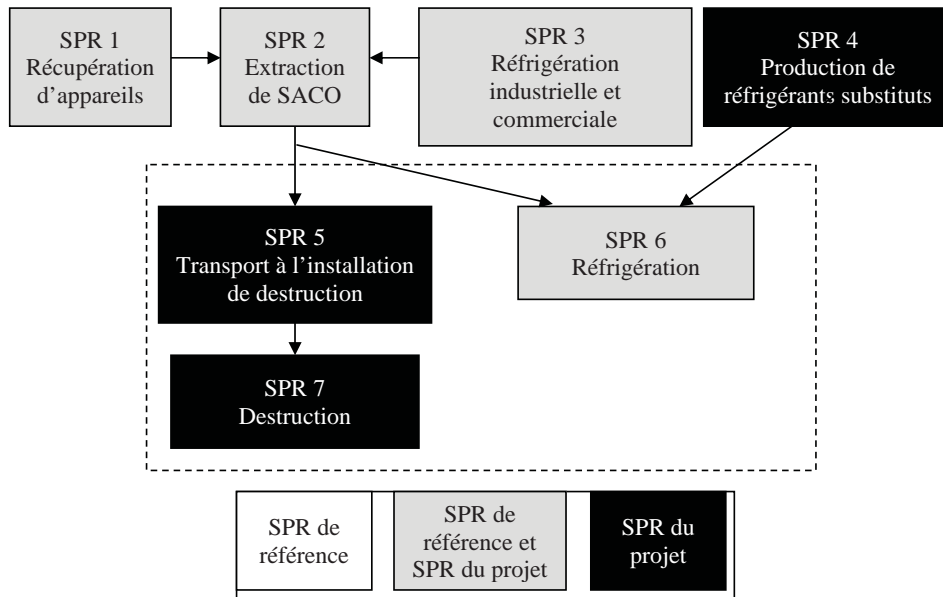 SPR 1
Récupération
d’appareils
SPR 2
Extraction
de SACO
SPR 3
Réfrigération
industrielle et
commerciale
SPR 4
Production de
réfrigérants substituts
SPR 5
Transport à l’installation
de destruction
SPR 6
Réfrigération
SPR 7
Destruction
SPR de
référence
SPR de
référence et
SPR du projet
SPR du
projet